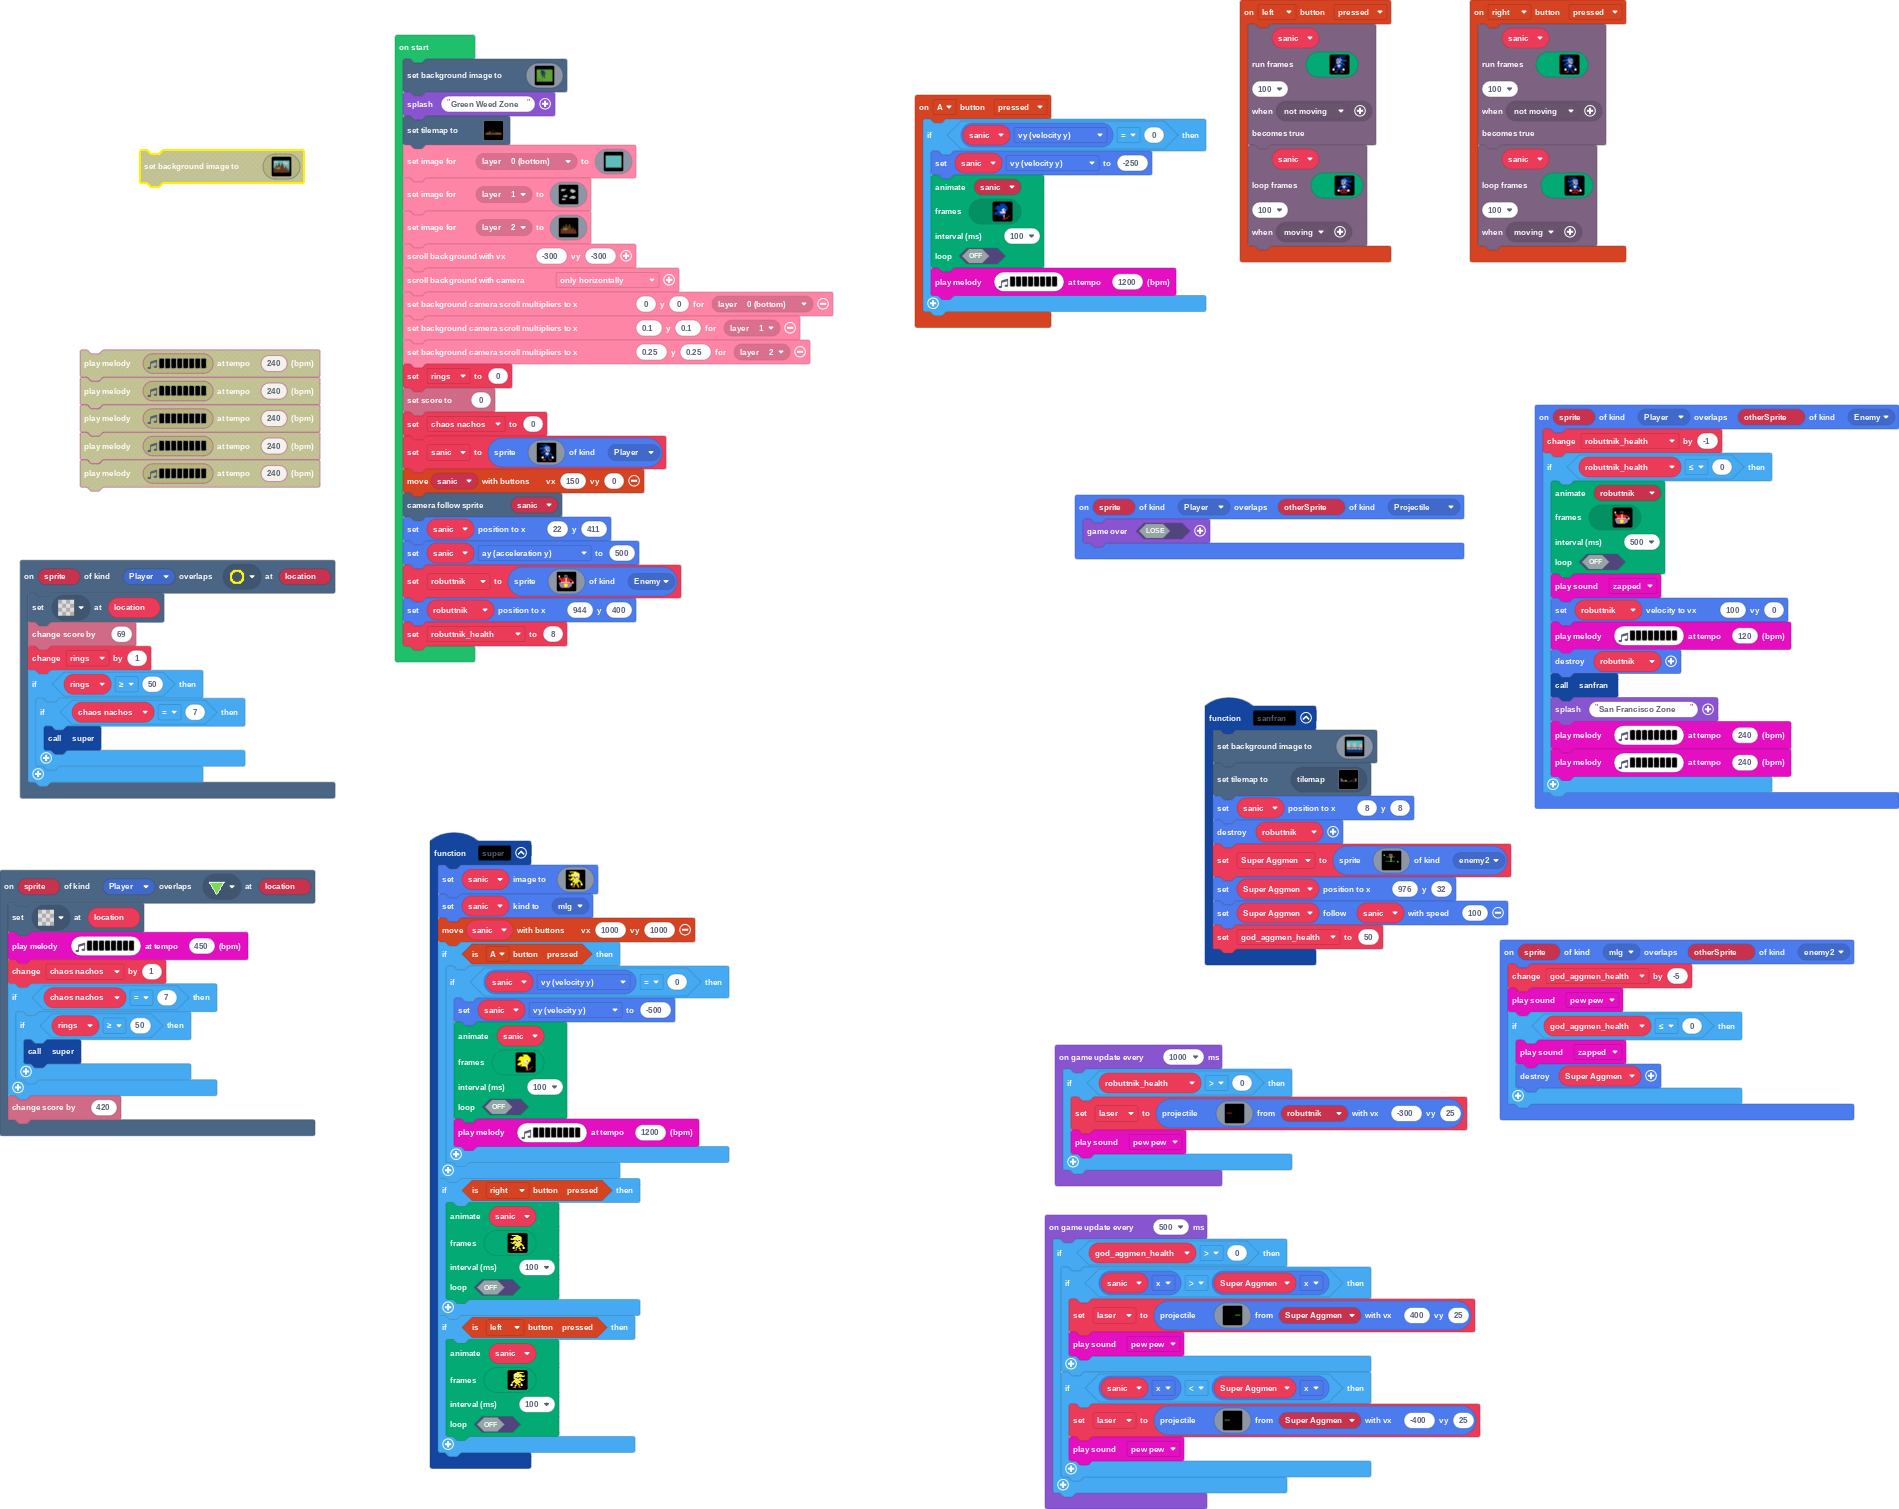 set background image to
play melody at tempo 240 (bpm)
play melody at tempo 240 (bpm)
play melody at tempo 240 (bpm)
play melody at tempo 240 (bpm)
play melody at tempo 240 (bpm)
on sprite of kind Player overlaps at location
set at location
change score by 69
change rings by 1
if rings ≥ 50 then
if chaos nachos = 7 then
call super
on sprite of kind Player overlaps at location
set at location
play melody at tempo 450 (bpm)
change chaos nachos by 1
if chaos nachos = 7 then
if rings ≥ 50 then
call super
change score by 420
on start
set background image to
splash "Green Weed Zone "
set tilemap to
set image for layer 0 (bottom) to
set image for layer 1 to
set image for layer 2 to
scroll background with vx -300 vy -300
scroll background with camera only horizontally
set background camera scroll multipliers to x 0 y 0 for layer 0 (bottom)
set background camera scroll multipliers to x 0.1 y 0.1 for layer 1
set background camera scroll multipliers to x 0.25 y 0.25 for layer 2
set rings to 0
set score to 0
set chaos nachos to 0
set sanic to sprite of kind Player
move sanic with buttons vx 150 vy 0
camera follow sprite sanic
set sanic position to x 22 y 411
set sanic ay (acceleration y) to 500
set robuttnik to sprite of kind Enemy
set robuttnik position to x 944 y 400
set robuttnik_health to 8
function super
set sanic image to
set sanic kind to mlg
move sanic with buttons vx 1000 vy 1000
if is A button pressed then
if sanic vy (velocity y) = 0 then
set sanic vy (velocity y) to -500
animate sanic
frames
interval (ms) 100
loop OFF
play melody at tempo 1200 (bpm)
if is right button pressed then
animate sanic
frames
interval (ms) 100
loop OFF
if is left button pressed then
animate sanic
frames
interval (ms) 100
loop OFF
on A button pressed
if sanic vy (velocity y) = 0 then
set sanic vy (velocity y) to -250
animate sanic
frames
interval (ms) 100
loop OFF
play melody at tempo 1200 (bpm)
on left button pressed
sanic
run frames
100
when not moving
becomes true
sanic
loop frames
100
when moving
on right button pressed
sanic
run frames
100
when not moving
becomes true
sanic
loop frames
100
when moving
on sprite of kind Player overlaps otherSprite of kind Projectile
game over LOSE
on sprite of kind Player overlaps otherSprite of kind Enemy
change robuttnik_health by -1
if robuttnik_health ≤ 0 then
animate robuttnik
frames
interval (ms) 500
loop OFF
play sound zapped
set robuttnik velocity to vx 100 vy 0
play melody at tempo 120 (bpm)
destroy robuttnik
call sanfran
splash "San Francisco Zone "
play melody at tempo 240 (bpm)
play melody at tempo 240 (bpm)
function sanfran
set background image to
set tilemap to tilemap
set sanic position to x 8 y 8
destroy robuttnik
set Super Aggmen to sprite of kind enemy2
set Super Aggmen position to x 976 y 32
set Super Aggmen follow sanic with speed 100
set god_aggmen_health to 50
on sprite of kind mlg overlaps otherSprite of kind enemy2
change god_aggmen_health by -5
play sound pew pew
if god_aggmen_health ≤ 0 then
play sound zapped
destroy Super Aggmen
on game update every 1000 ms
if robuttnik_health > 0 then
set laser to projectile from robuttnik with vx -300 vy 25
play sound pew pew
on game update every 500 ms
if god_aggmen_health > 0 then
if sanic x > Super Aggmen x then
set laser to projectile from Super Aggmen with vx 400 vy 25
play sound pew pew
if sanic x < Super Aggmen x then
set laser to projectile from Super Aggmen with vx -400 vy 25
play sound pew pew